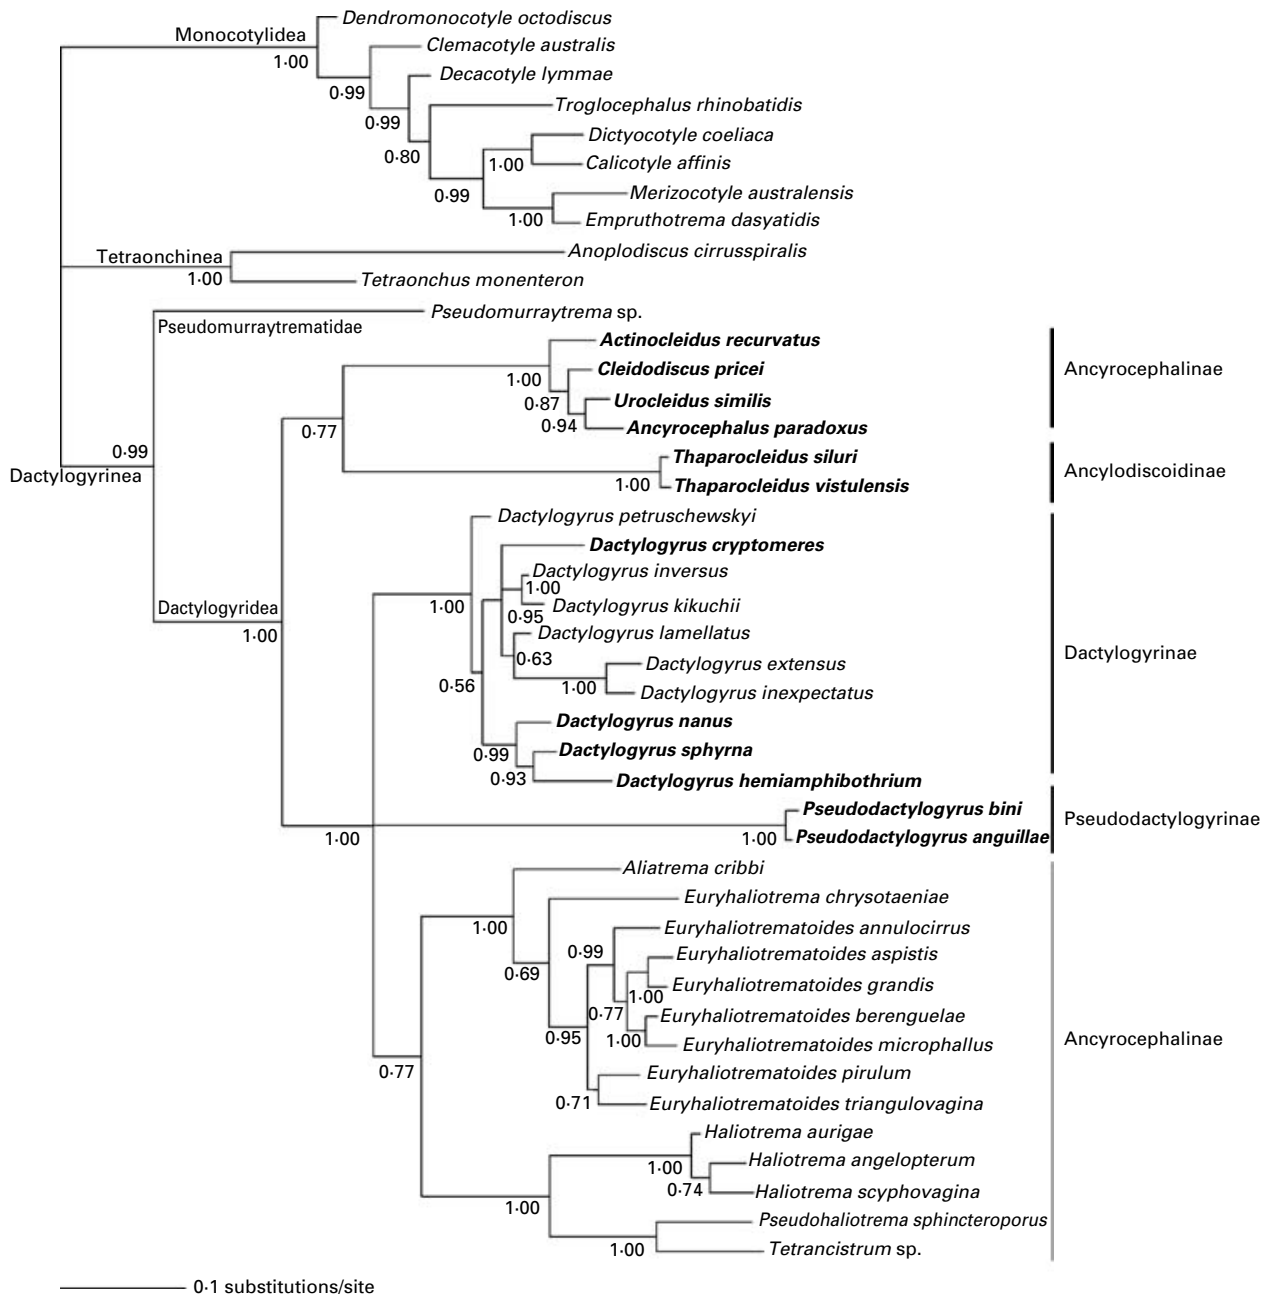 Dendromonocotyle octodiscus
Monocotylidea
Clemacotyle australis
1·00
Decacotyle lymmae
0·99
Troglocephalus rhinobatidis
0·99
Dictyocotyle coeliaca
0·80
1·00
Calicotyle affinis
0·99
Merizocotyle australensis
1·00
Empruthotrema dasyatidis
Anoplodiscus cirrusspiralis
Tetraonchinea
1·00
Tetraonchus monenteron
Pseudomurraytrema sp.
Pseudomurraytrematidae
Actinocleidus recurvatus
Cleidodiscus pricei
Ancyrocephalinae
1·00
Urocleidus similis
0·87
Ancyrocephalus paradoxus
0·94
0·77
0·99
Thaparocleidus siluri
Dactylogyrinea
Ancylodiscoidinae
1·00
Thaparocleidus vistulensis
Dactylogyrus petruschewskyi
Dactylogyrus cryptomeres
Dactylogyrus inversus
1·00
Dactylogyrus kikuchii
Dactylogyridea
1·00
0·95
1·00
Dactylogyrus lamellatus
0·63
Dactylogyrinae
Dactylogyrus extensus
0·56
1·00
Dactylogyrus inexpectatus
Dactylogyrus nanus
0·99
Dactylogyrus sphyrna
0·93
Dactylogyrus hemiamphibothrium
Pseudodactylogyrus bini
Pseudodactylogyrinae
1·00
1·00
Pseudodactylogyrus anguillae
Aliatrema cribbi
Euryhaliotrema chrysotaeniae
1·00
Euryhaliotrematoides annulocirrus
0·99
Euryhaliotrematoides aspistis
0·69
Euryhaliotrematoides grandis
1·00
0·77
Euryhaliotrematoides berenguelae
0·95
1·00
Euryhaliotrematoides microphallus
Ancyrocephalinae
0·77
Euryhaliotrematoides pirulum
0·71
Euryhaliotrematoides triangulovagina
Haliotrema aurigae
1·00
Haliotrema angelopterum
0·74
Haliotrema scyphovagina
1·00
Pseudohaliotrema sphincteroporus
1·00
Tetrancistrum sp.
0·1 substitutions/site